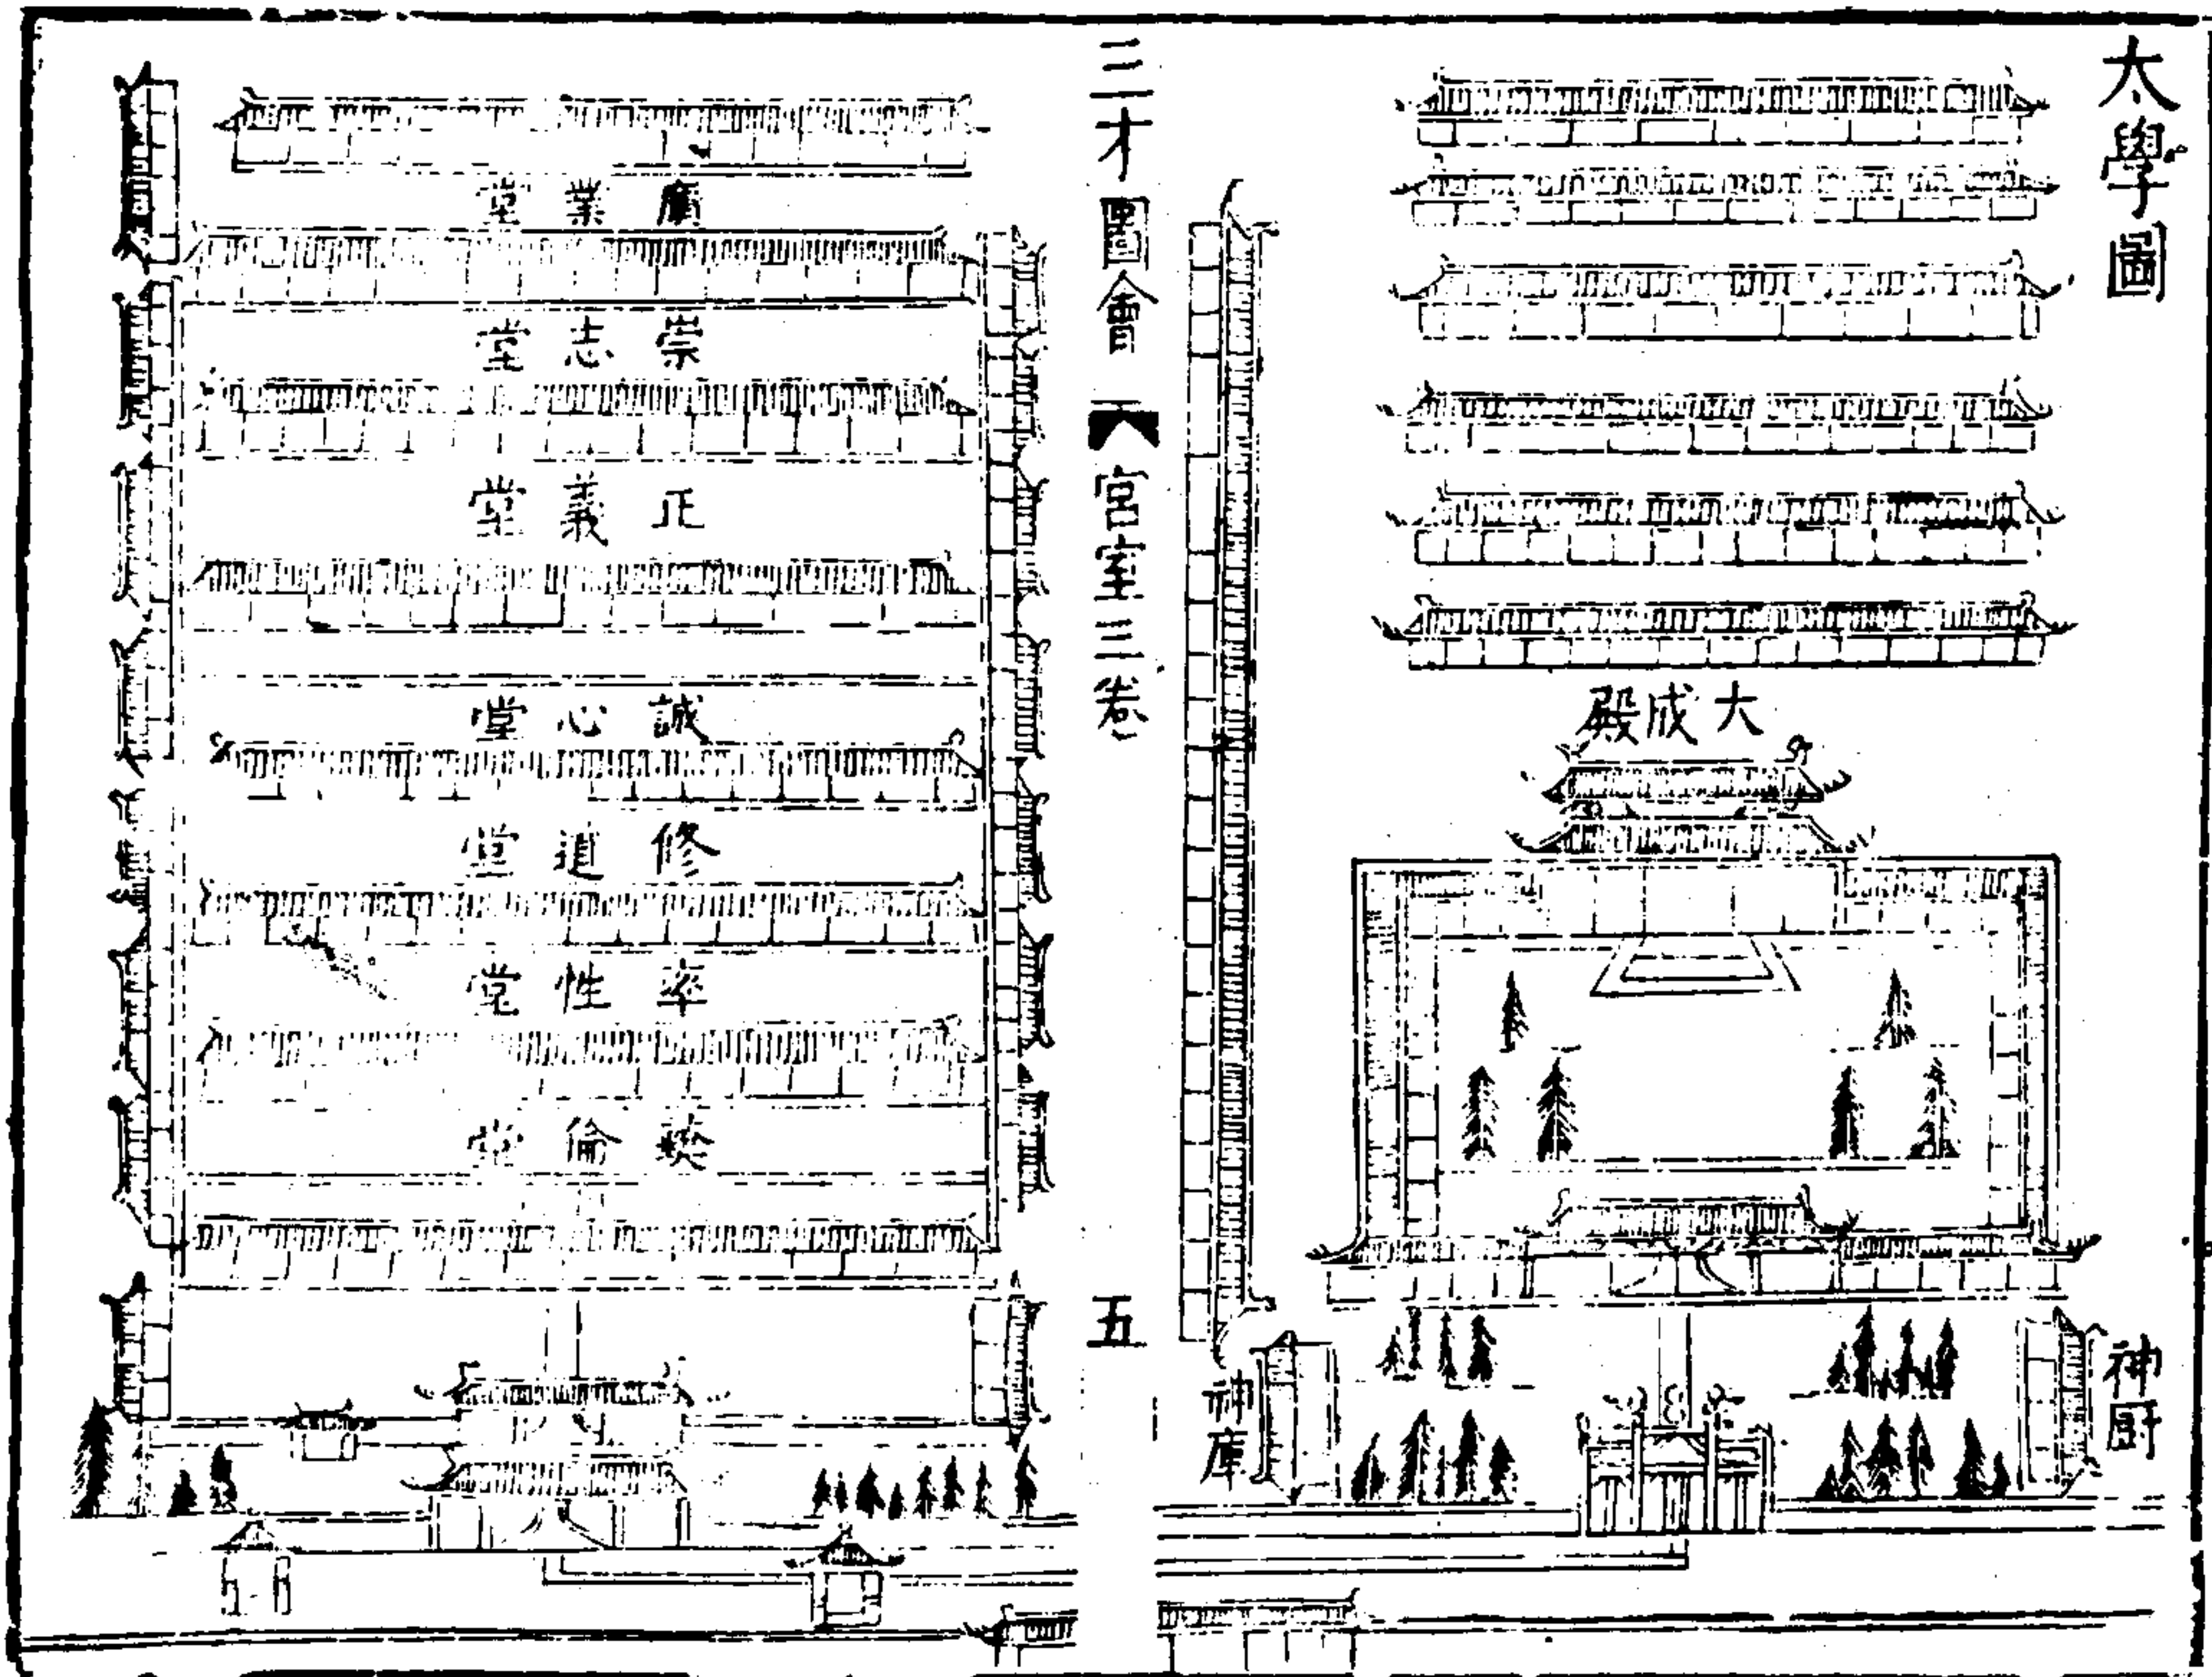 太學圖
大成殿
神厨
神庫
三才圖會
宮室三卷
五
廣業堂
崇志堂
正義堂
誠心堂
修道堂
率性堂
彝倫堂